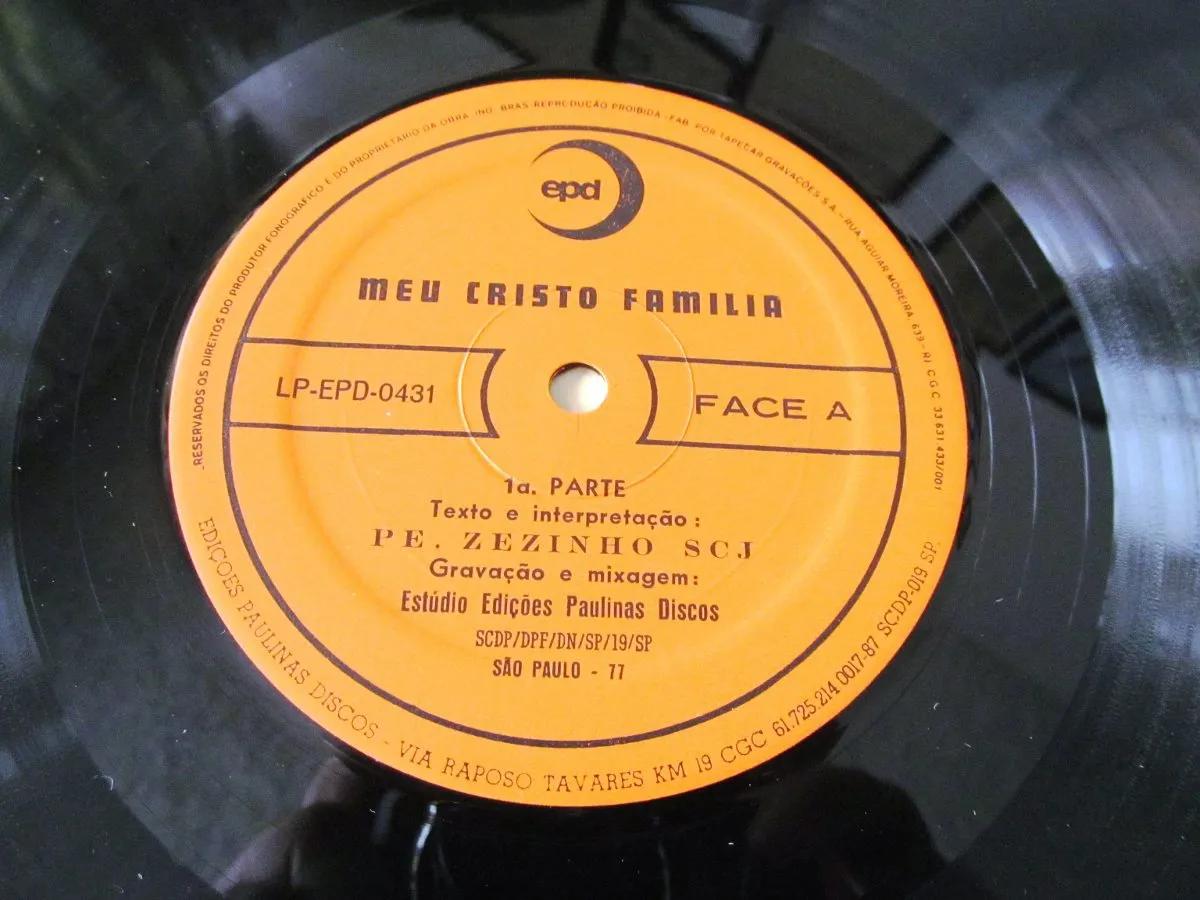 RESERVADOS OS DIREITOS DO PRODUTOR FONOGRAFICO E DO PROPRIETARIO DA OBRA. IND. BRAS. REPRODUÇÃO PROIBIDA - FAB. POR TAPECAR GRAVAÇÕES S.A. - RUA AGUIAR MOREIRA, 639 - RJ C G C 33.631.433/001
epd
MEU CRISTO FAMILIA
LP-EPD-0431
FACE A
1a. PARTE
Texto e interpretação:
PE. ZEZINHO SCJ
Gravação e mixagem:
Estúdio Edições Paulinas Discos
SCDP/DPF/DN/SP/19/SP
SÃO PAULO - 77
EDIÇOES PAULINAS DISCOS - VIA RAPOSO TAVARES KM 19 CGC 61.725.214 0017-87 SCDP-019 SP.